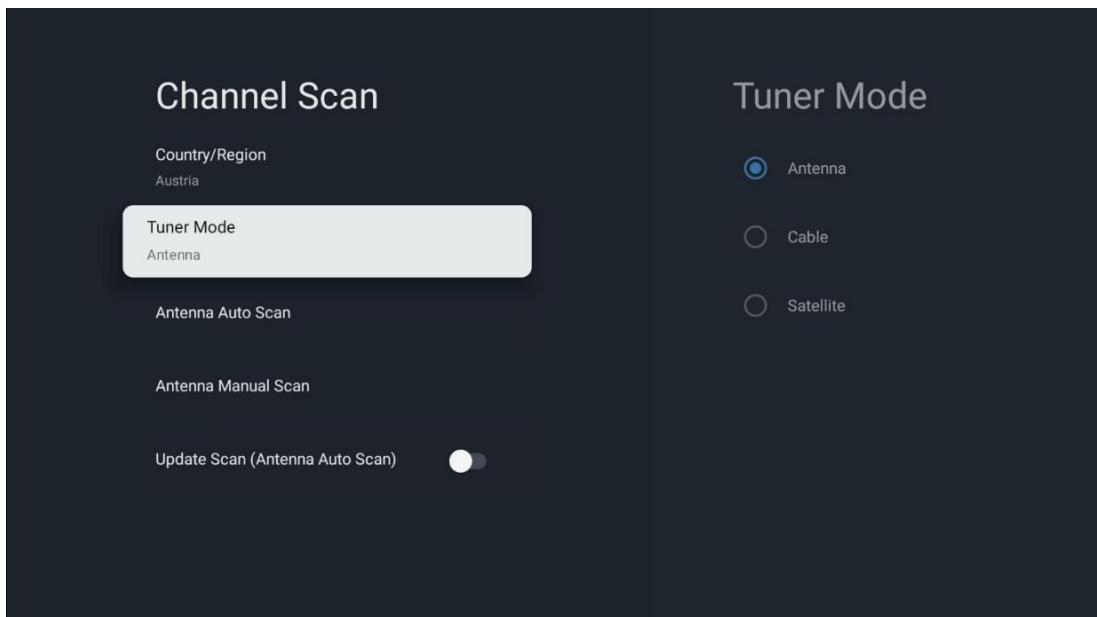 Channel Scan
Country/Region
Austria
Tuner Mode
Antenna
Antenna Auto Scan
Antenna Manual Scan
Update Scan (Antenna Auto Scan)
Tuner Mode
Antenna
Cable
Satellite